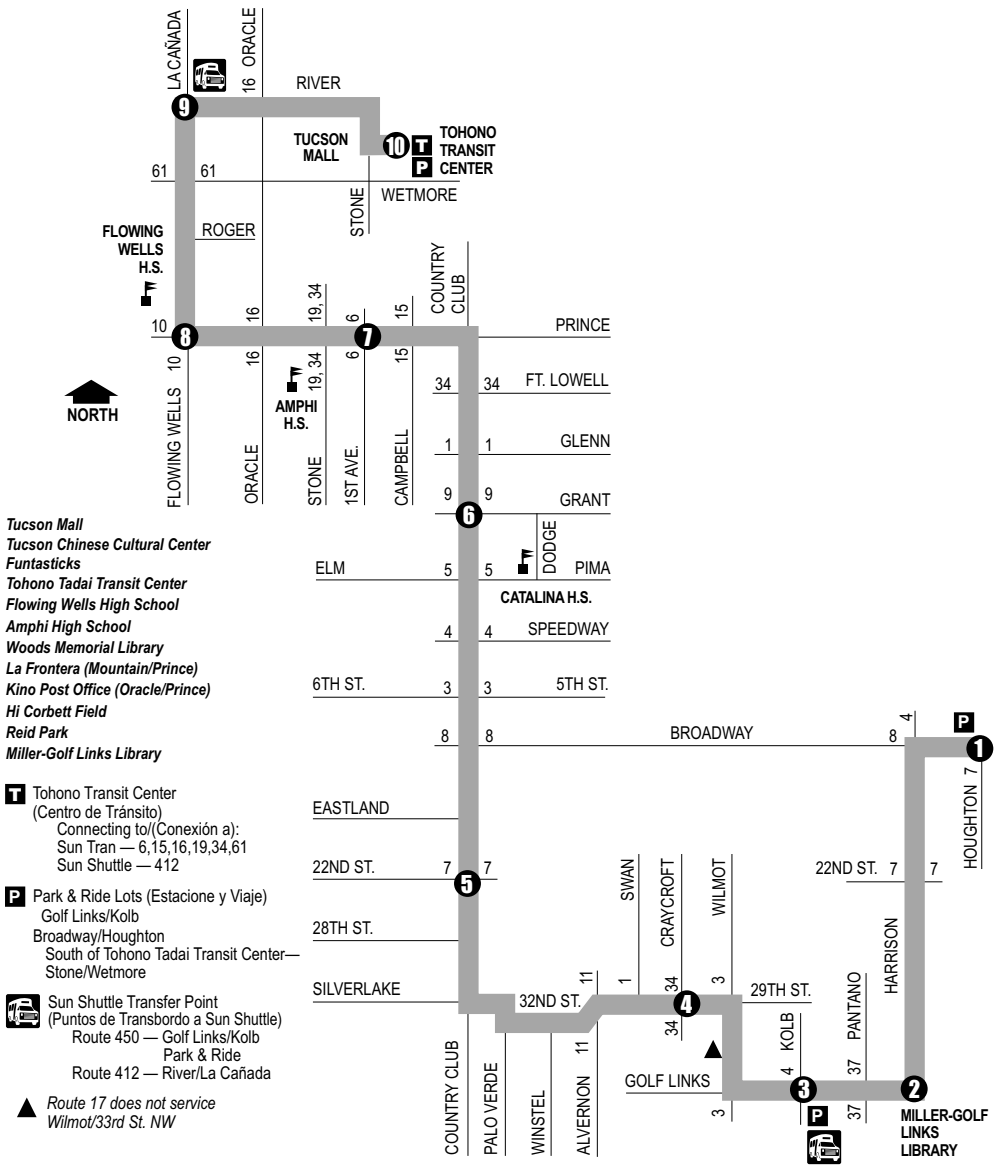 LA CAÑADA
16 ORACLE
RIVER
9
TUCSON
MALL
10
T
P
TOHONO
TRANSIT
CENTER
61
61
WETMORE
STONE
ROGER
FLOWING
WELLS
H.S.
COUNTRY
CLUB
10
8
16
19, 34
6
7
15
PRINCE
10
16
19, 34
6
15
NORTH
AMPHI
H.S.
FLOWING WELLS
ORACLE
STONE
1ST AVE.
CAMPBELL
34
34
FT. LOWELL
1
1
GLENN
9
9
GRANT
6
DODGE
ELM
5
5
PIMA
CATALINA H.S.
4
4
SPEEDWAY
6TH ST.
3
3
5TH ST.
8
8
BROADWAY
8
4
P
1
HOUGHTON 7
EASTLAND
22ND ST.
7
7
5
22ND ST.
7
7
28TH ST.
SWAN
CRAYCROFT
WILMOT
HARRISON
SILVERLAKE
32ND ST.
11
1
34
3
29TH ST.
4
34
11
COUNTRY CLUB
PALO VERDE
WINSTEL
ALVERNON
4 KOLB
37 PANTANO
GOLF LINKS
3
3
37
2
P
MILLER-GOLF
LINKS
LIBRARY
Tucson Mall
Tucson Chinese Cultural Center
Funtasticks
Tohono Tadai Transit Center
Flowing Wells High School
Amphi High School
Woods Memorial Library
La Frontera (Mountain/Prince)
Kino Post Office (Oracle/Prince)
Hi Corbett Field
Reid Park
Miller-Golf Links Library
T Tohono Transit Center
(Centro de Tránsito)
Connecting to/(Conexión a):
Sun Tran — 6,15,16,19,34,61
Sun Shuttle — 412
P Park & Ride Lots (Estacione y Viaje)
Golf Links/Kolb
Broadway/Houghton
South of Tohono Tadai Transit Center—
Stone/Wetmore
Sun Shuttle Transfer Point
(Puntos de Transbordo a Sun Shuttle)
Route 450 — Golf Links/Kolb
Park & Ride
Route 412 — River/La Cañada
Route 17 does not service
Wilmot/33rd St. NW